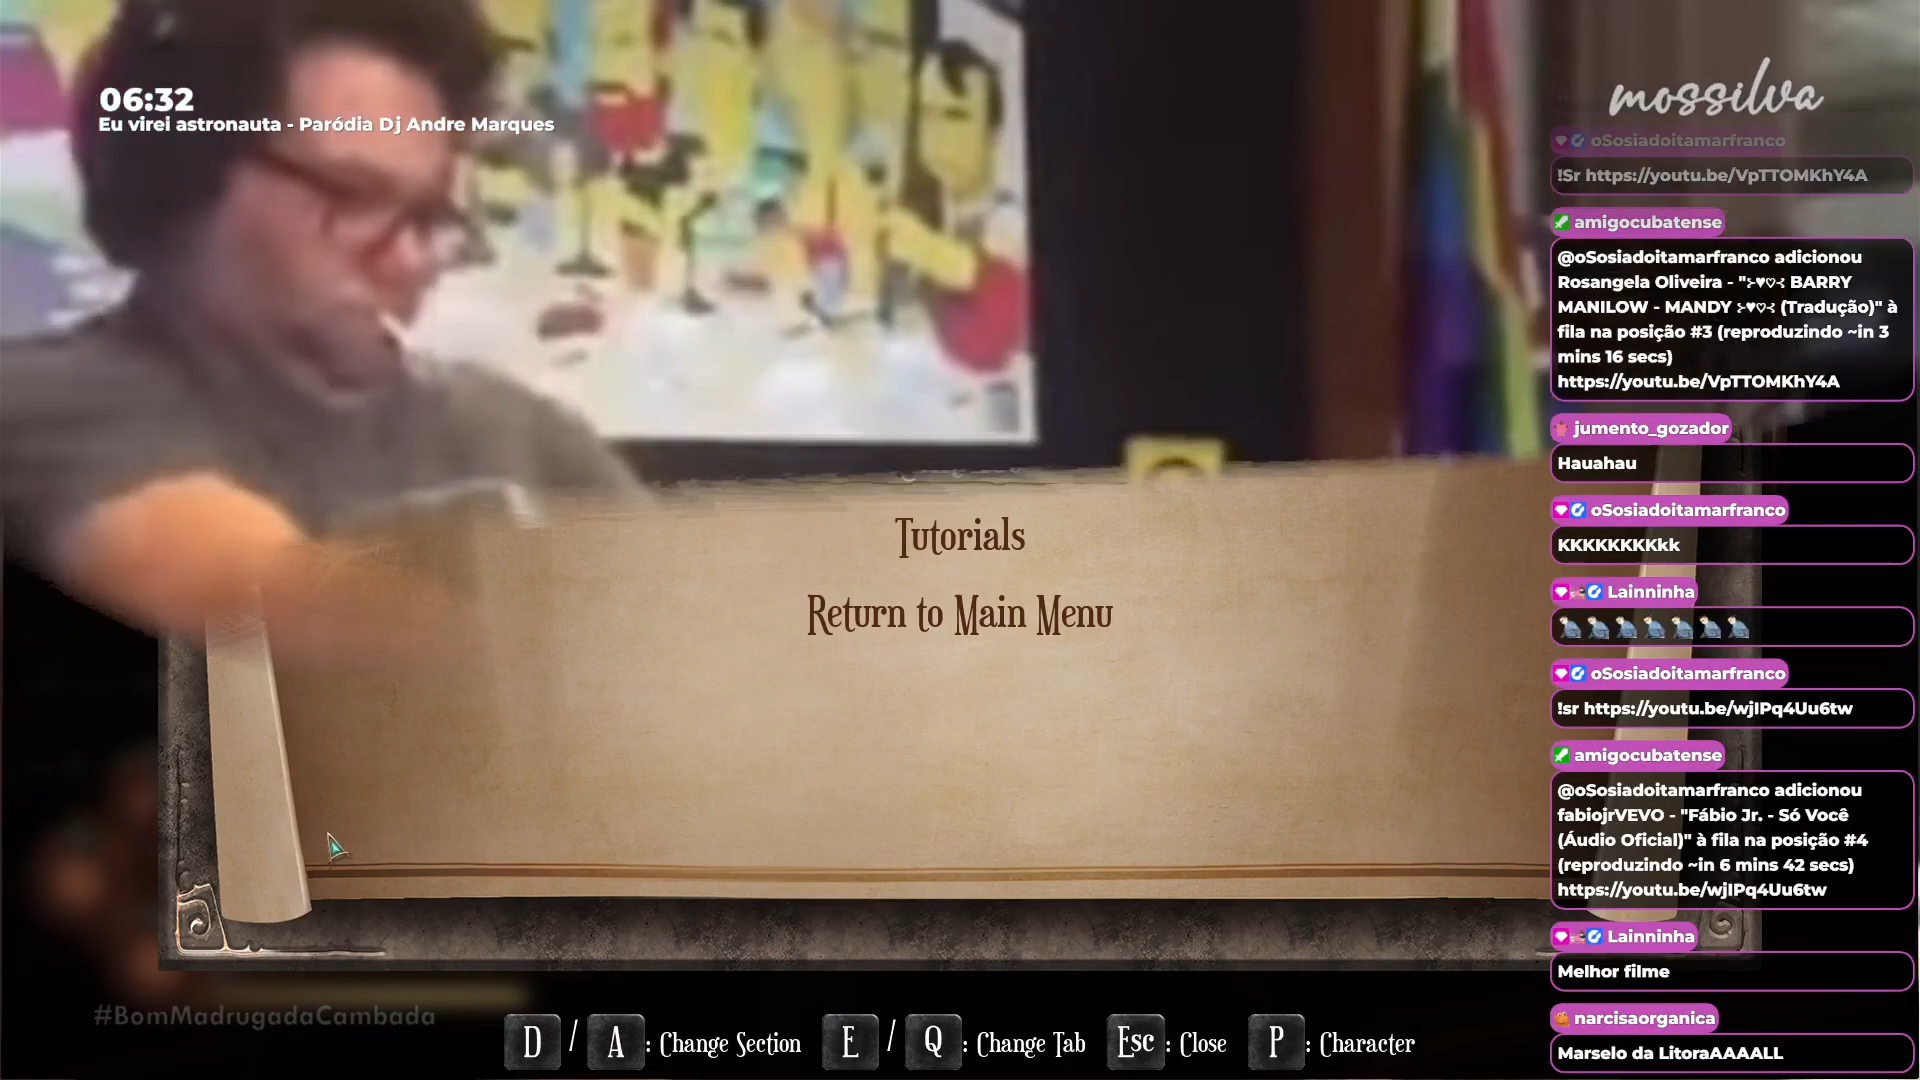 06:32
Eu virei astronauta - Paródia Dj Andre Marques
mossilva
oSosiadoitamarfranco
!Sr https://youtu.be/VpTTOMKhY4A
amigocubatense
@oSosiadoitamarfranco adicionou
Rosangela Oliveira - "⊱♥♡⊰ BARRY
MANILOW - MANDY ⊱♥♡⊰ (Tradução)" à
fila na posição #3 (reproduzindo ~in 3
mins 16 secs)
https://youtu.be/VpTTOMKhY4A
jumento_gozador
Hauahau
oSosiadoitamarfranco
KKKKKKKKkk
Lainninha
oSosiadoitamarfranco
!sr https://youtu.be/wjIPq4Uu6tw
amigocubatense
@oSosiadoitamarfranco adicionou
fabiojrVEVO - "Fábio Jr. - Só Você
(Áudio Oficial)" à fila na posição #4
(reproduzindo ~in 6 mins 42 secs)
https://youtu.be/wjIPq4Uu6tw
Lainninha
Melhor filme
narcisaorganica
Marselo da LitoraAAAALL
Tutorials
Return to Main Menu
#BomMadrugadaCambada
D / A : Change Section E / Q : Change Tab Esc : Close P : Character